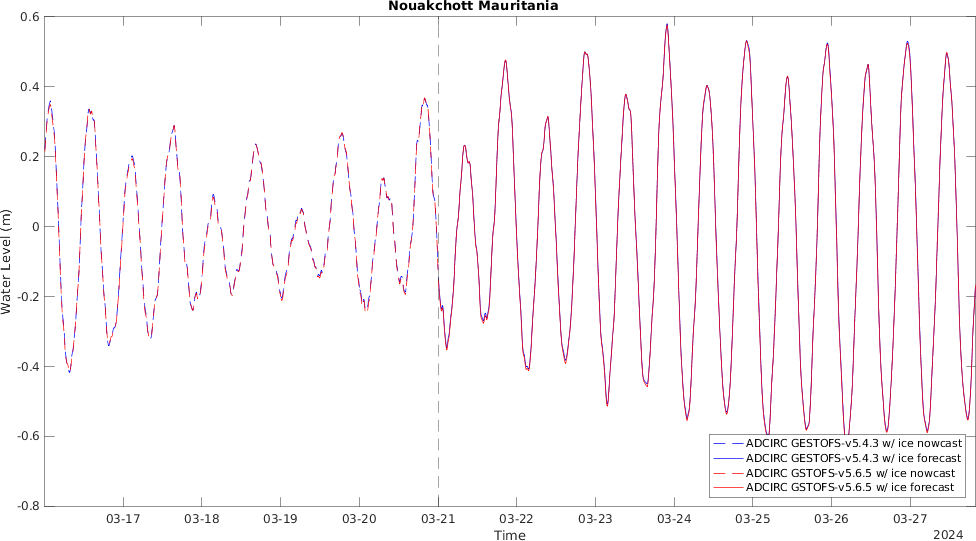 Nouakchott Mauritania
0.6
0.4
0.2
0
-0.2
-0.4
-0.6
-0.8
Water Level (m)
ADCIRC GESTOFS-v5.4.3 w/ ice nowcast
ADCIRC GESTOFS-v5.4.3 w/ ice forecast
ADCIRC GSTOFS-v5.6.5 w/ ice nowcast
ADCIRC GSTOFS-v5.6.5 w/ ice forecast
03-17 03-18 03-19 03-20 03-21 03-22 03-23 03-24 03-25 03-26 03-27
Time
2024